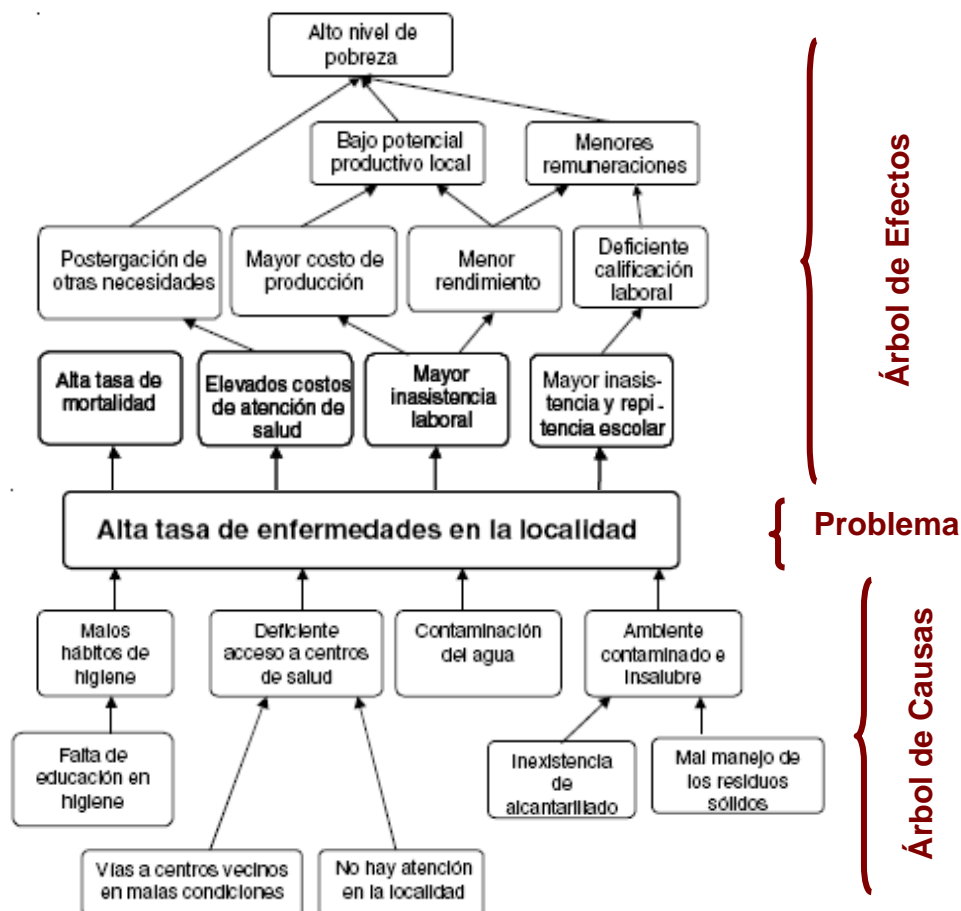 Alto nivel de
pobreza
Bajo potencial
productivo local
Menores
remuneraciones
Postergación de
otras necesidades
Mayor costo de
producción
Menor
rendimiento
Deficiente
calificación
laboral
Alta tasa de
mortalidad
Elevados costos
de atención de
salud
Mayor
inasistencia
laboral
Mayor inasis-
tencia y repi-
tencia escolar
Árbol de Efectos
Alta tasa de enfermedades en la localidad
Problema
Malos
hábitos de
higiene
Deficiente
acceso a centros
de salud
Contaminación
del agua
Ambiente
contaminado e
insalubre
Falta de
educación en
higiene
Inexistencia
de
alcantarillado
Mal manejo de
los residuos
sólidos
Vías a centros vecinos
en malas condiciones
No hay atención
en la localidad
Árbol de Causas